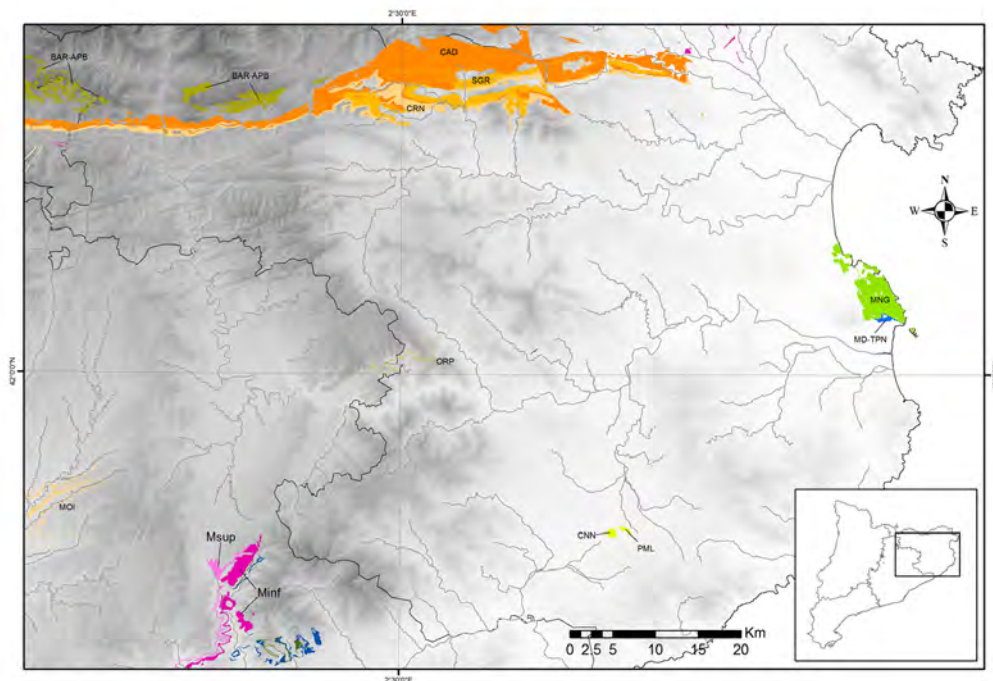 2°30'0"E
BAR-APB
BAR-APB
CAD
SGR
CRN
N
W E
S
MNG
MD-TPN
ORP
42°0'0"N
MOI
Msup
CNN
PML
Minf
Km
0 2.5 5 10 15 20
2°30'0"E